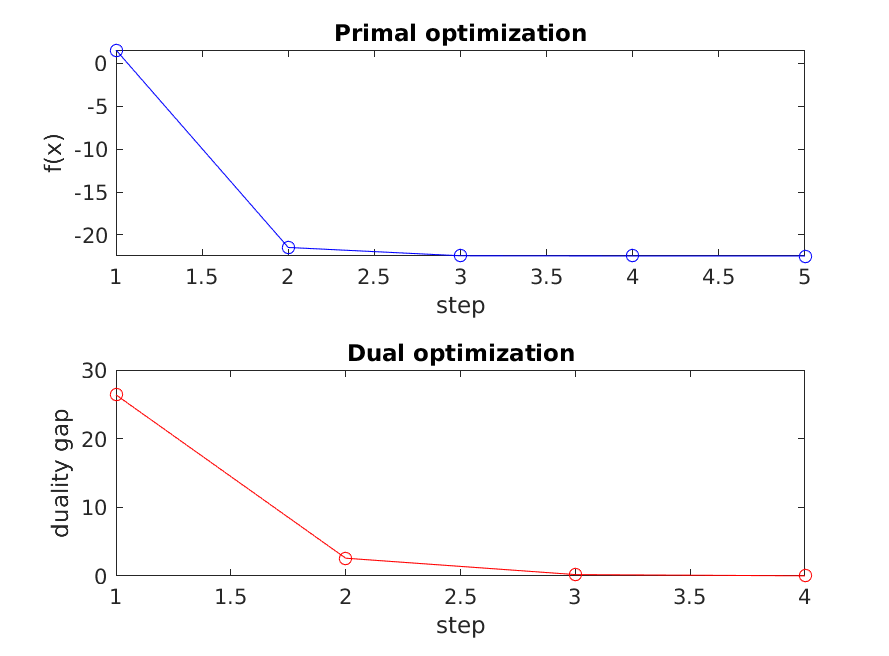 Primal optimization
0
-5
-10
-15
-20
f(x)
1 1.5 2 2.5 3 3.5 4 4.5 5
step
Dual optimization
30
20
10
0
duality gap
1 1.5 2 2.5 3 3.5 4
step